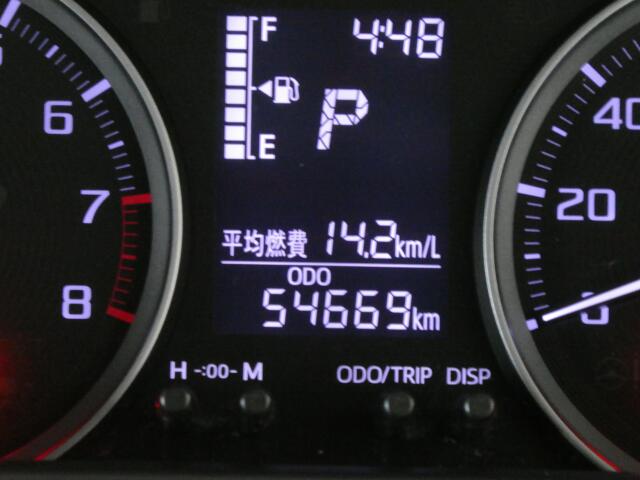 F 4:48
P
E
平均燃費 14.2km/L
ODO
54669km
H -:00- M ODO/TRIP DISP
6
7
8
40
20
0